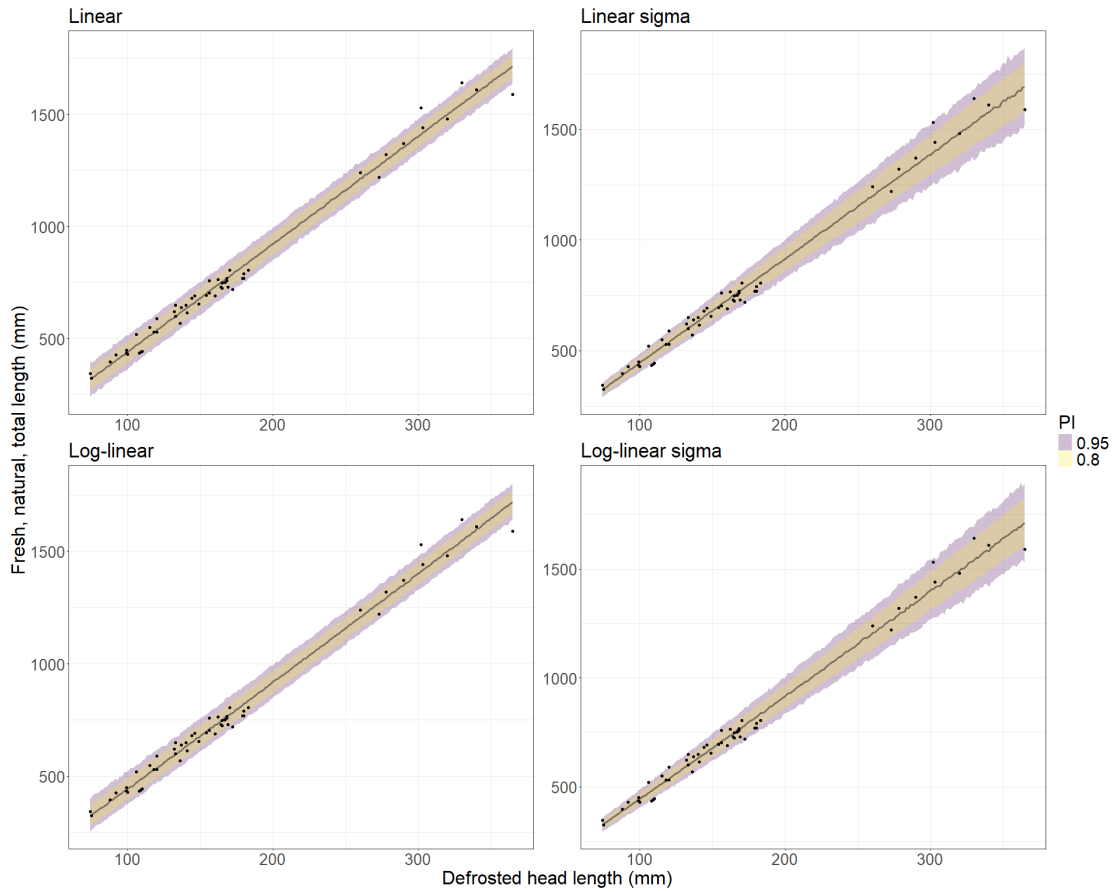 Linear
Linear sigma
1500
1000
500
100 200 300
1500
1000
500
100 200 300
Log-linear
Log-linear sigma
1500
1000
500
100 200 300
1500
1000
500
100 200 300
Fresh, natural, total length (mm)
Defrosted head length (mm)
PI
0.95
0.8